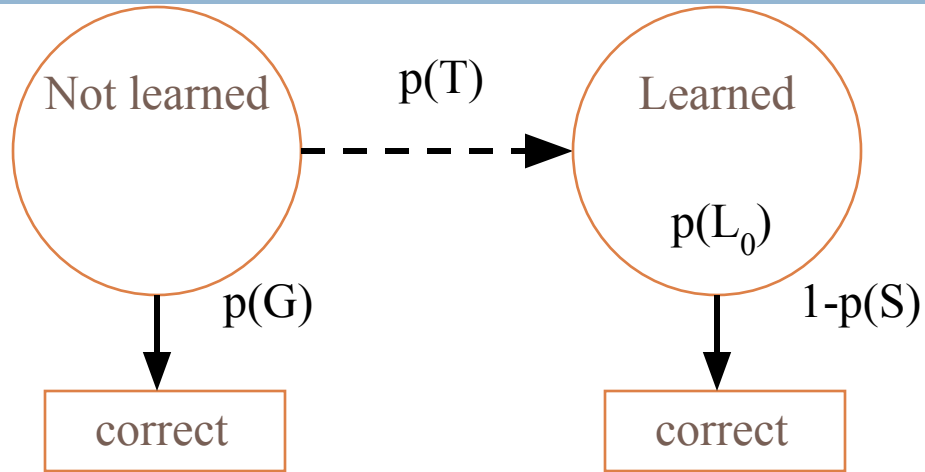 Not learned
p(T)
Learned
p(L₀)
p(G)
1-p(S)
correct
correct